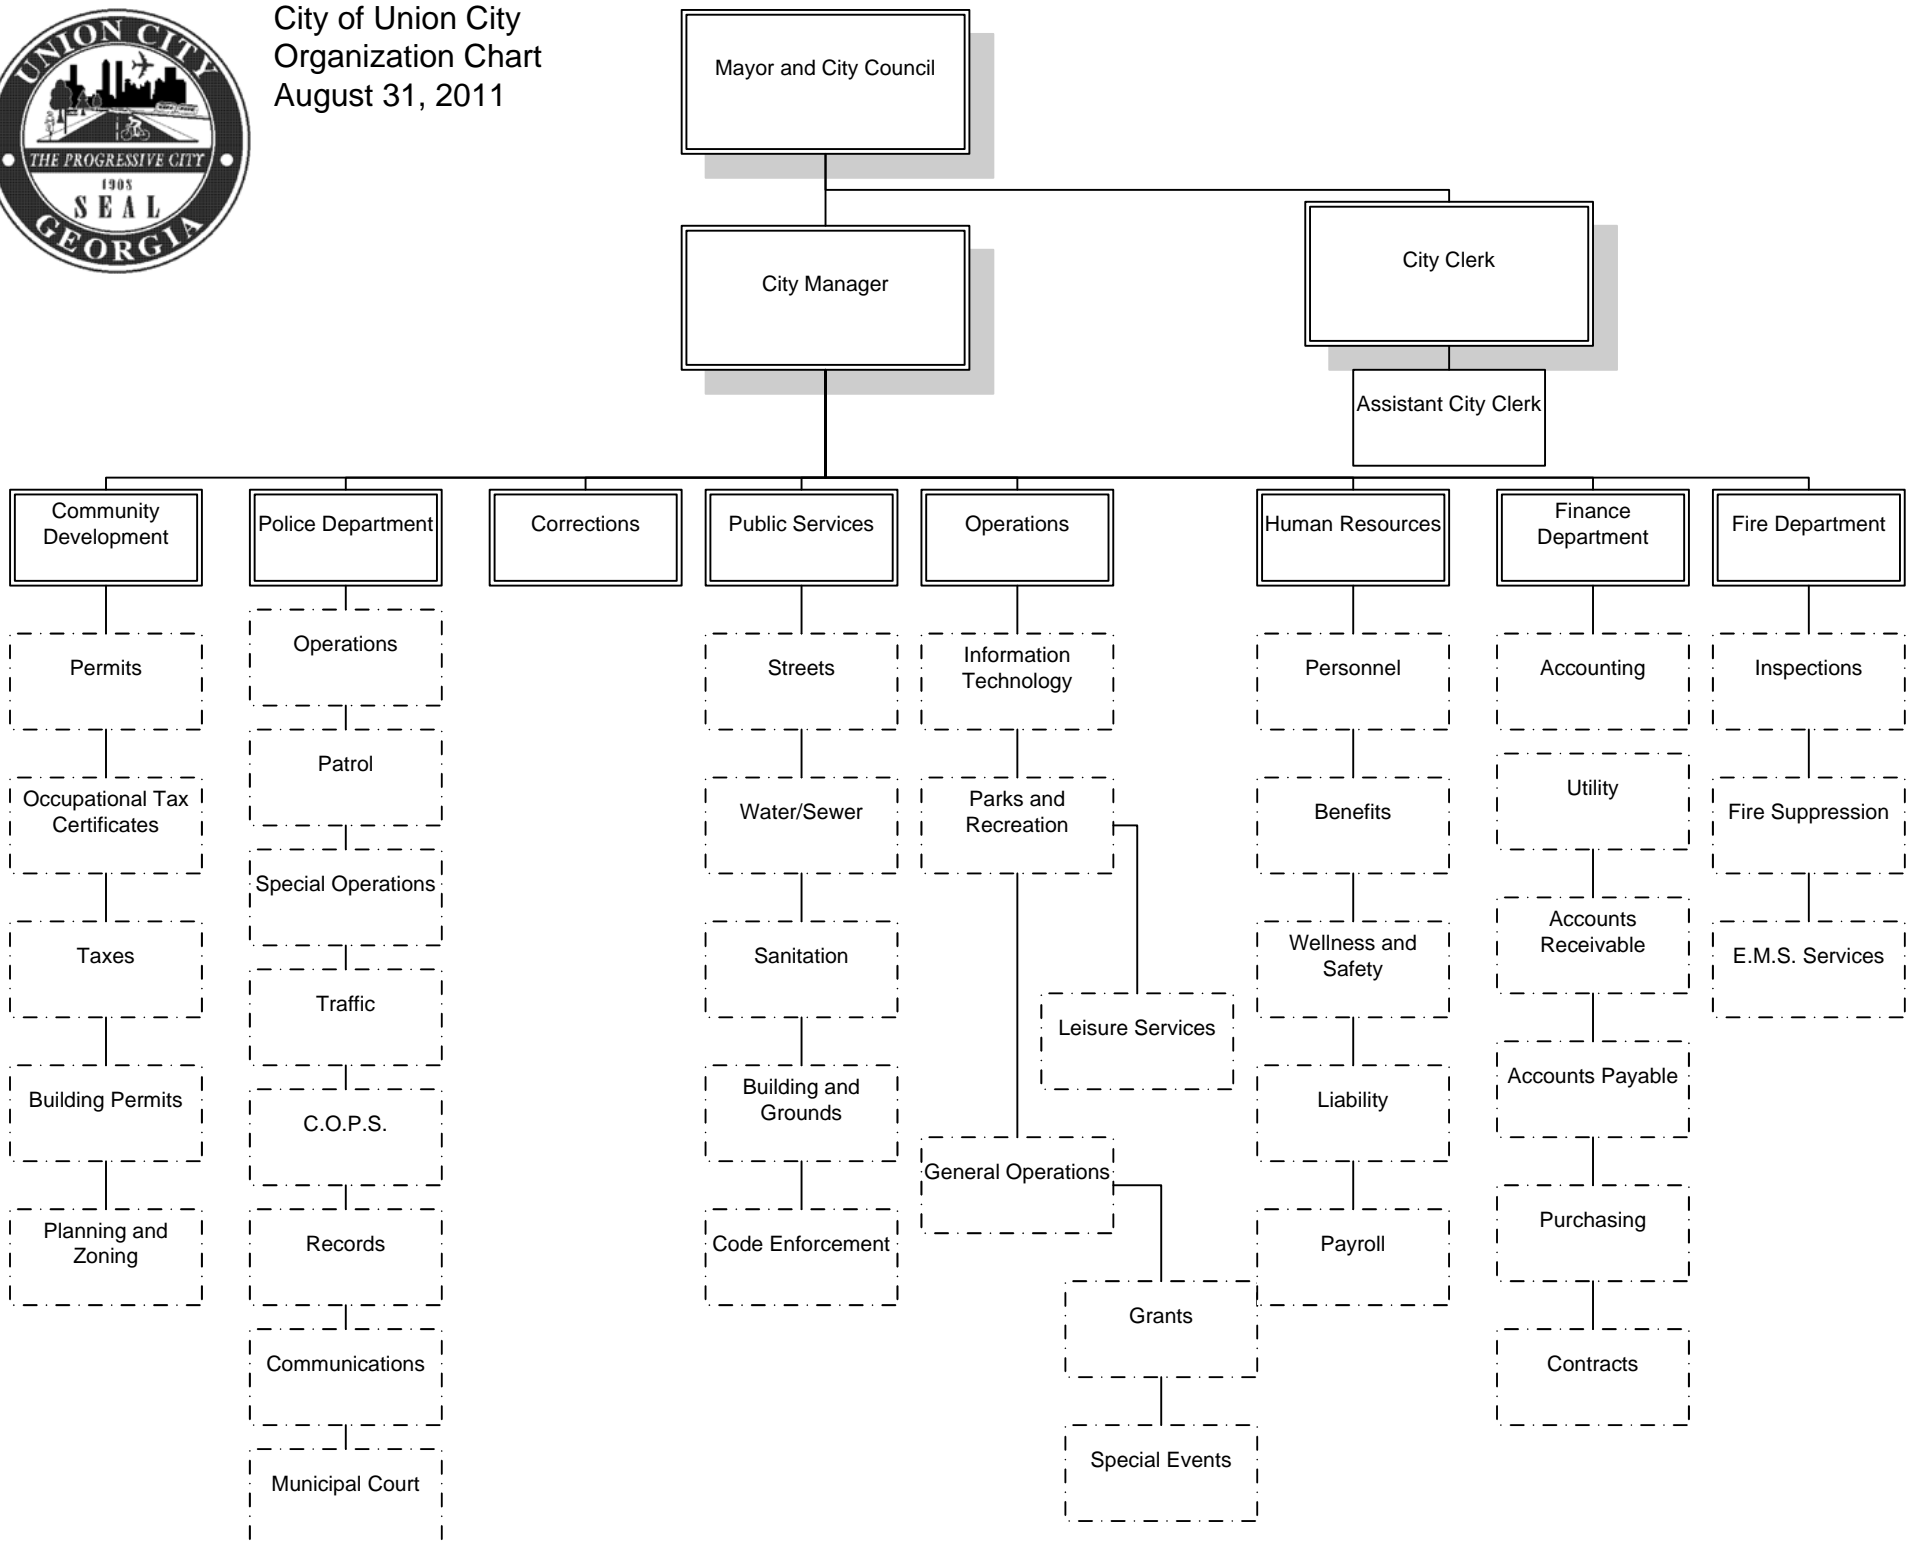 UNION CITY
THE PROGRESSIVE CITY
1908
SEAL
GEORGIA
City of Union City
Organization Chart
August 31, 2011
Mayor and City Council
City Manager
City Clerk
Assistant City Clerk
Community
Development
Police Department
Corrections
Public Services
Operations
Human Resources
Finance
Department
Fire Department
Permits
Occupational Tax
Certificates
Taxes
Building Permits
Planning and
Zoning
Operations
Patrol
Special Operations
Traffic
C.O.P.S.
Records
Communications
Municipal Court
Streets
Water/Sewer
Sanitation
Building and
Grounds
Code Enforcement
Information
Technology
Parks and
Recreation
Leisure Services
General Operations
Grants
Special Events
Personnel
Benefits
Wellness and
Safety
Liability
Payroll
Accounting
Utility
Accounts
Receivable
Accounts Payable
Purchasing
Contracts
Inspections
Fire Suppression
E.M.S. Services